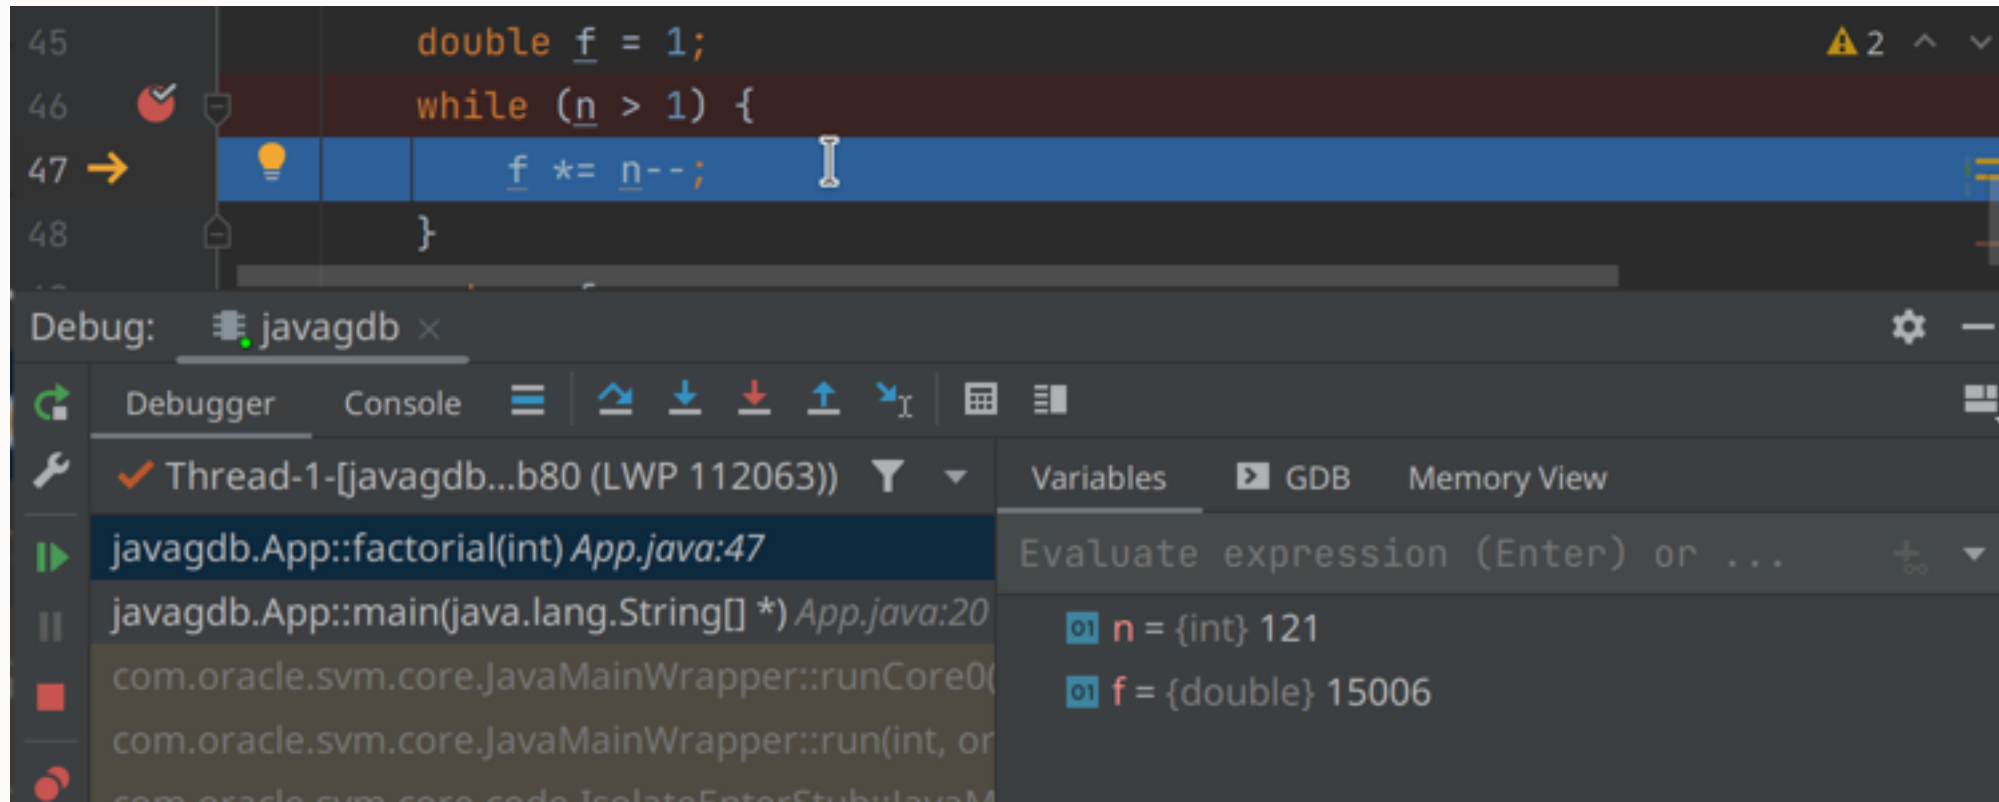 45 double f = 1;
2
46 while (n > 1) {
47 f *= n--;
48 }
Debug: javagdb
Debugger Console
Thread-1-[javagdb...b80 (LWP 112063)) Variables GDB Memory View
javagdb.App::factorial(int) App.java:47
Evaluate expression (Enter) or ...
javagdb.App::main(java.lang.String[] *) App.java:20
01 n = {int} 121
com.oracle.svm.core.JavaMainWrapper::runCore0(
01 f = {double} 15006
com.oracle.svm.core.JavaMainWrapper::run(int, or